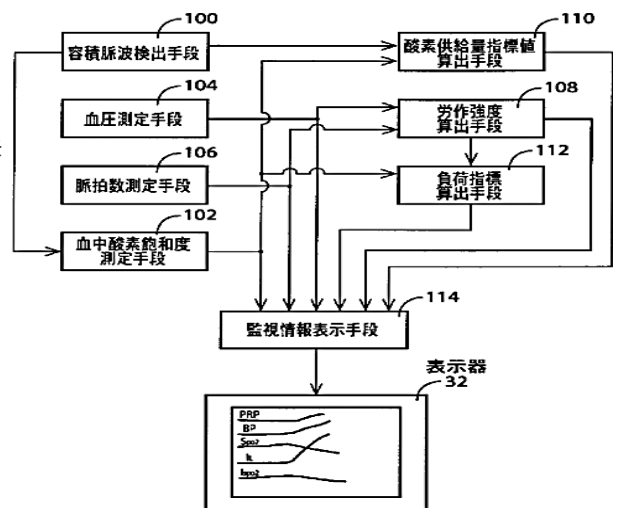 100
容積脈波検出手段
110
酸素供給量指標値
算出手段
104
血圧測定手段
108
労作強度
算出手段
106
脈拍数測定手段
112
負荷指標
算出手段
102
血中酸素飽和度
測定手段
114
監視情報表示手段
表示器
32
PRP
BP
Spo2
IL